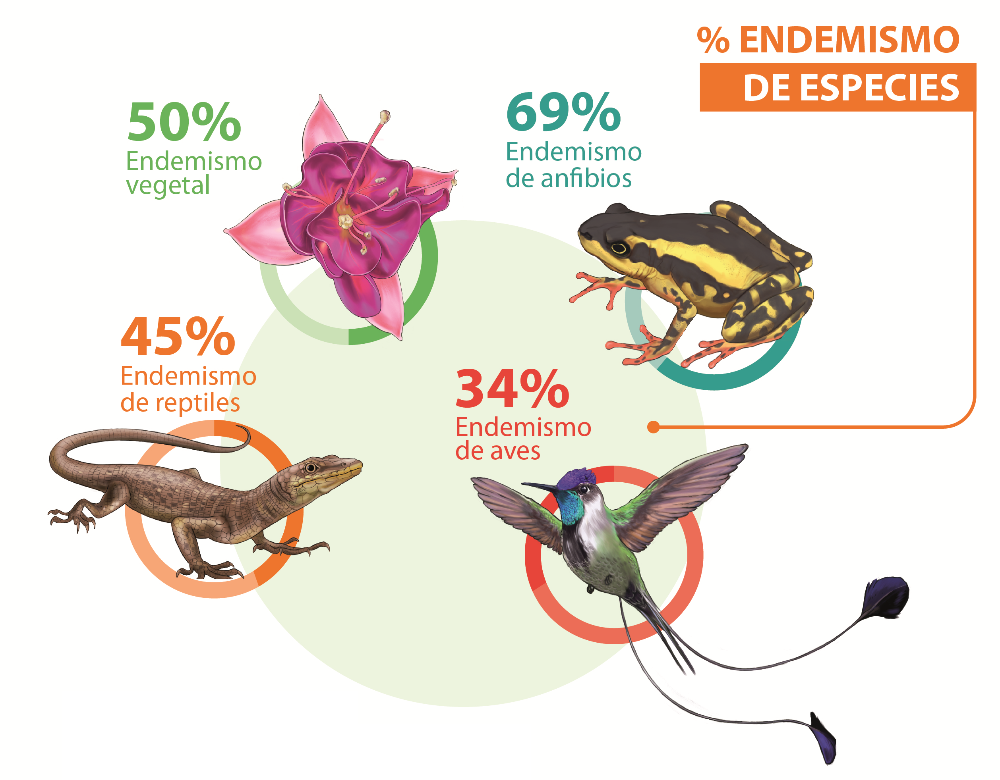 % ENDEMISMO
DE ESPECIES
50%
Endemismo
vegetal
69%
Endemismo
de anfibios
45%
Endemismo
de reptiles
34%
Endemismo
de aves